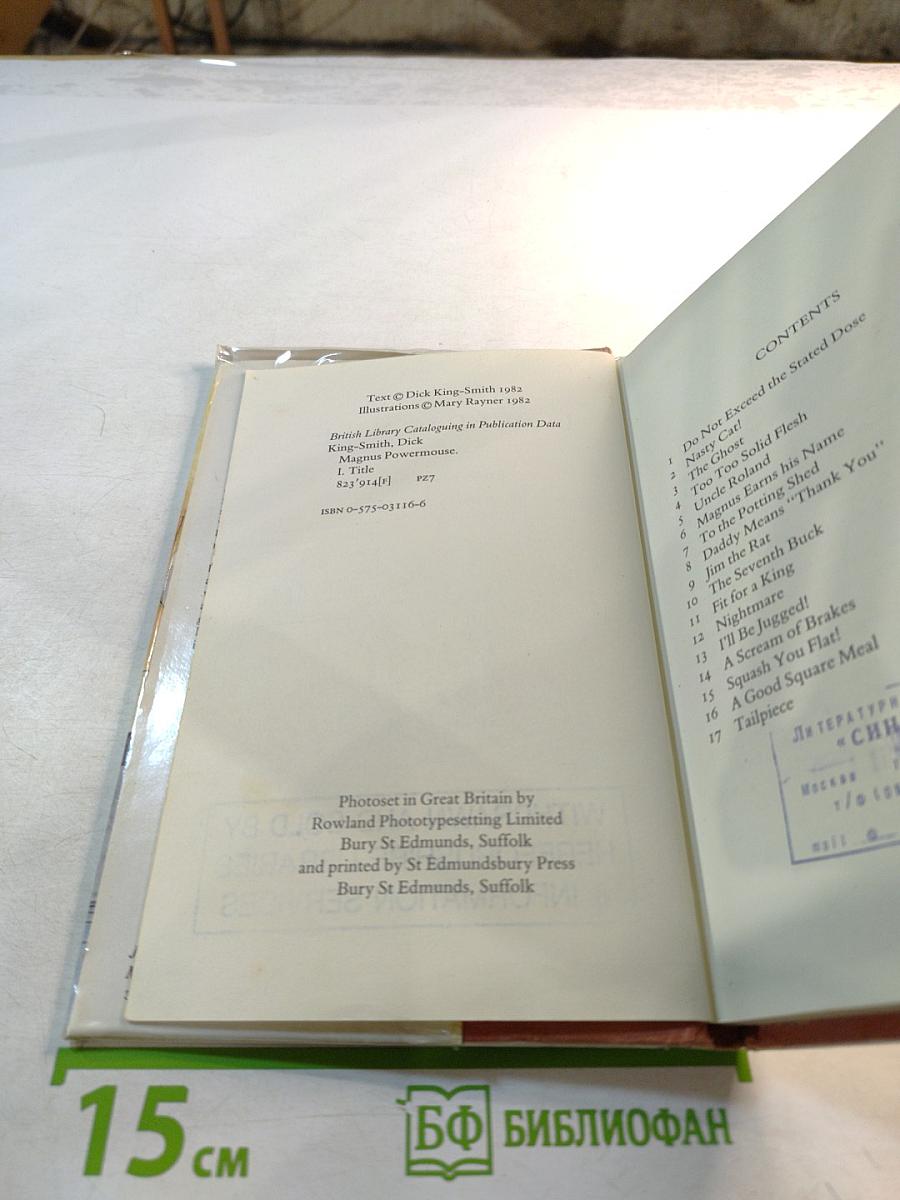 Text © Dick King-Smith 1982
Illustrations © Mary Rayner 1982
British Library Cataloguing in Publication Data
King-Smith, Dick
Magnus Powermouse.
I. Title
823'914[F] PZ7
ISBN 0-575-03116-6
Photoset in Great Britain by
Rowland Phototypesetting Limited
Bury St Edmunds, Suffolk
and printed by St Edmundsbury Press
Bury St Edmunds, Suffolk
CONTENTS
1 Do Not Exceed the Stated Dose
2 Nasty Cat!
3 The Ghost
4 Too Too Solid Flesh
5 Uncle Roland
6 Magnus Earns his Name
7 To the Potting Shed
8 Daddy Means "Thank You"
9 Jim the Rat
10 The Seventh Buck
11 Fit for a King
12 Nightmare
13 I'll Be Jugged!
14 A Scream of Brakes
15 Squash You Flat!
16 A Good Square Meal
17 Tailpiece
Москва
т/ф
mail
15 см
БФ БИБЛИОФАН